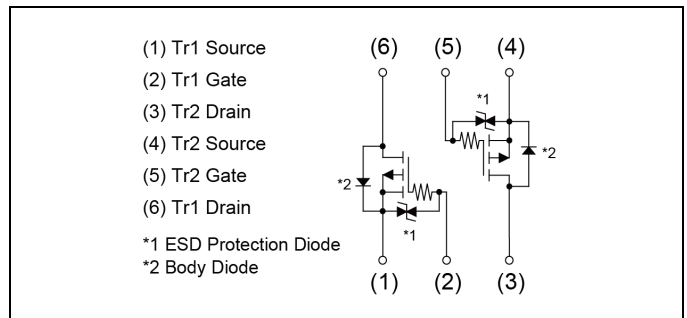 (1) Tr1 Source
(2) Tr1 Gate
(3) Tr2 Drain
(4) Tr2 Source
(5) Tr2 Gate
(6) Tr1 Drain
*1 ESD Protection Diode
*2 Body Diode
(6) (5) (4)
*1
*2
*2
*1
(1) (2) (3)